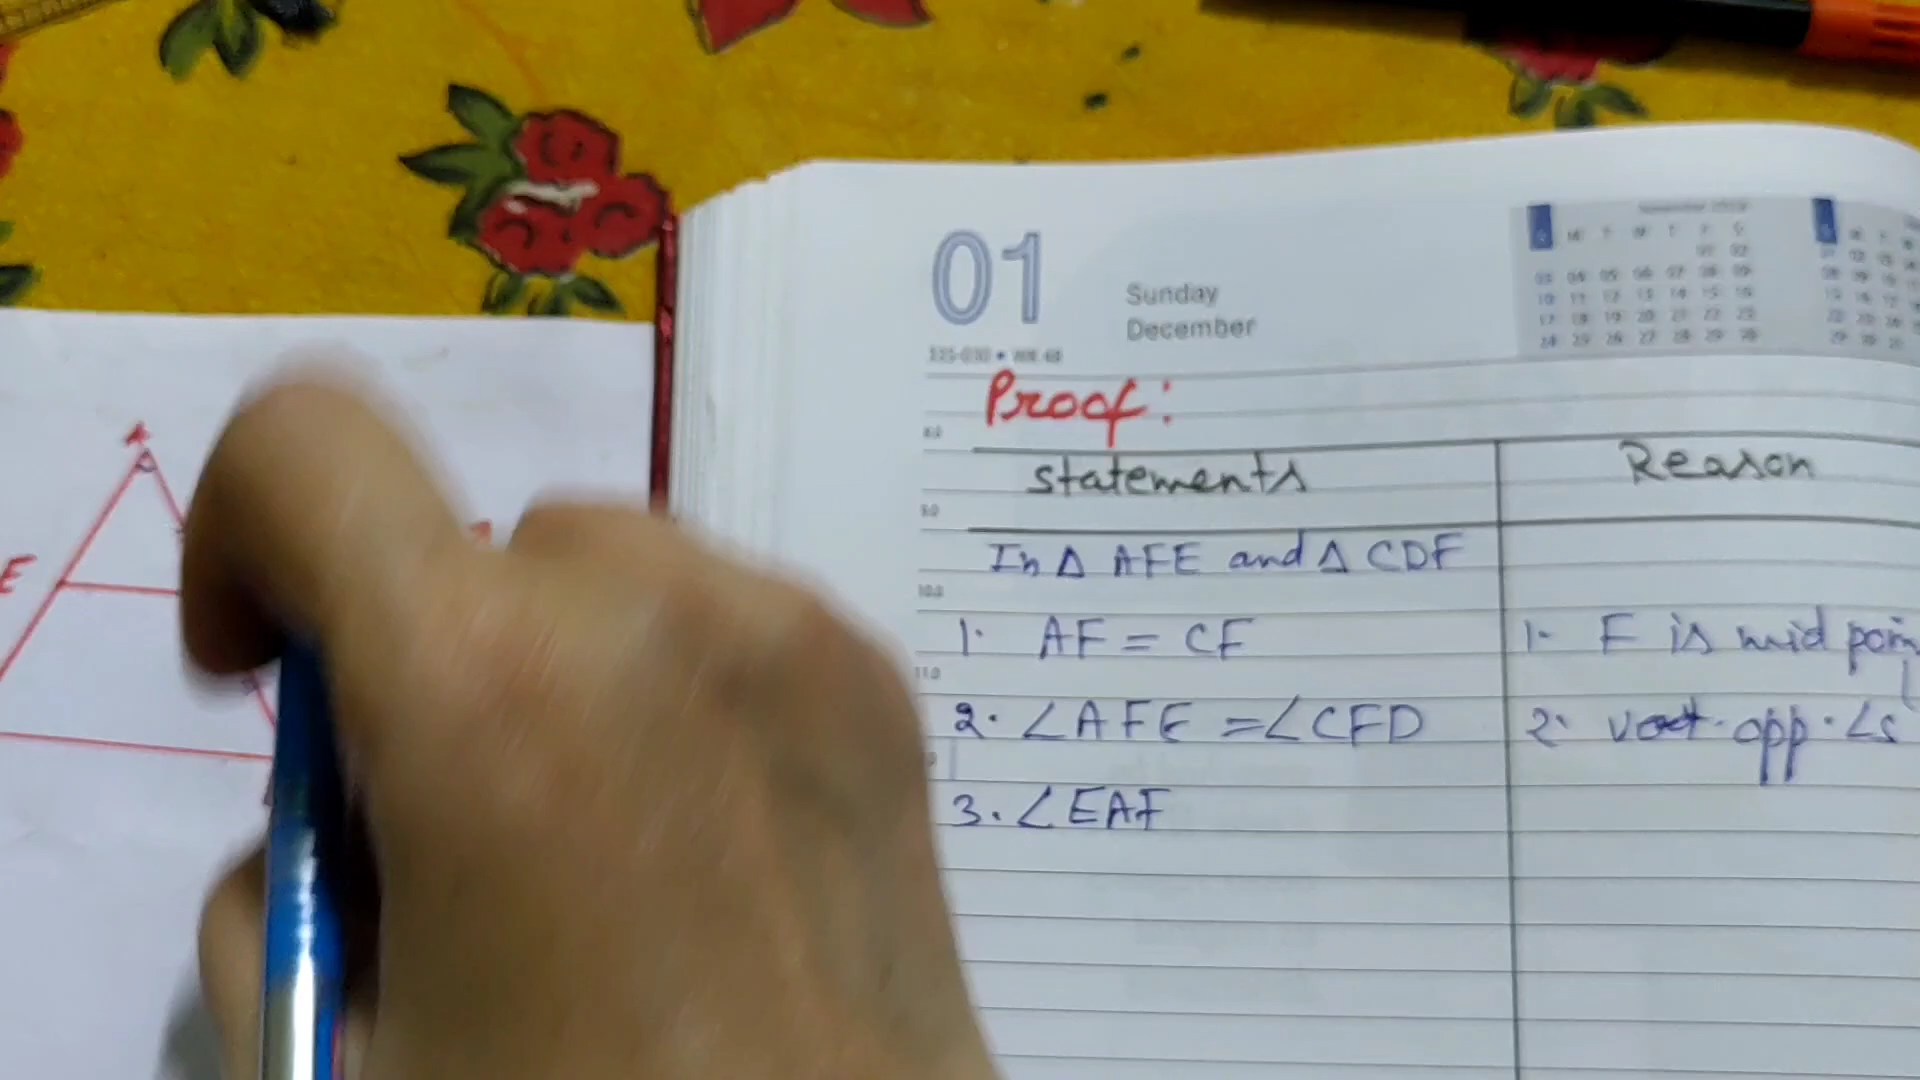 01
Sunday
December
Proof:
Statements Reason
In Δ AFE and Δ CDF
1. AF = CF 1- F is mid poin
2. ∠AFE = ∠CFD 2. vert. opp. ∠s
3. ∠EAF
A
E